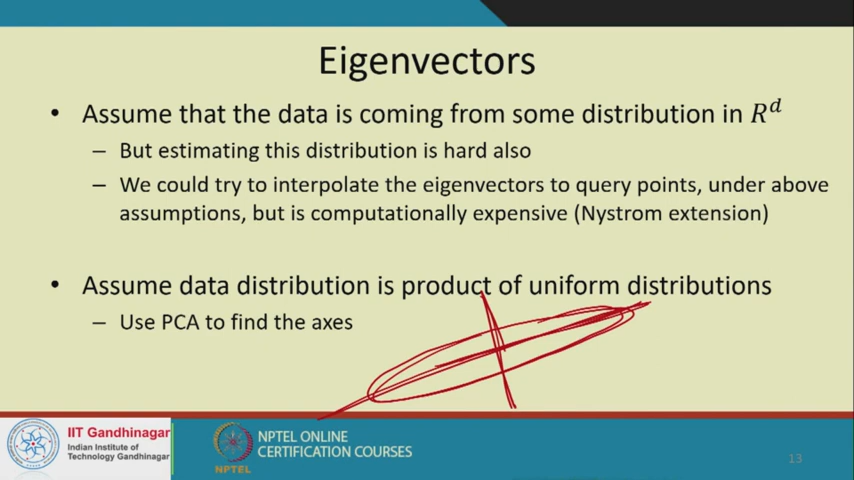 Eigenvectors
• Assume that the data is coming from some distribution in R^d
– But estimating this distribution is hard also
– We could try to interpolate the eigenvectors to query points, under above
assumptions, but is computationally expensive (Nystrom extension)
• Assume data distribution is product of uniform distributions
– Use PCA to find the axes
IIT Gandhinagar
Indian Institute of
Technology Gandhinagar
NPTEL
NPTEL ONLINE
CERTIFICATION COURSES
13